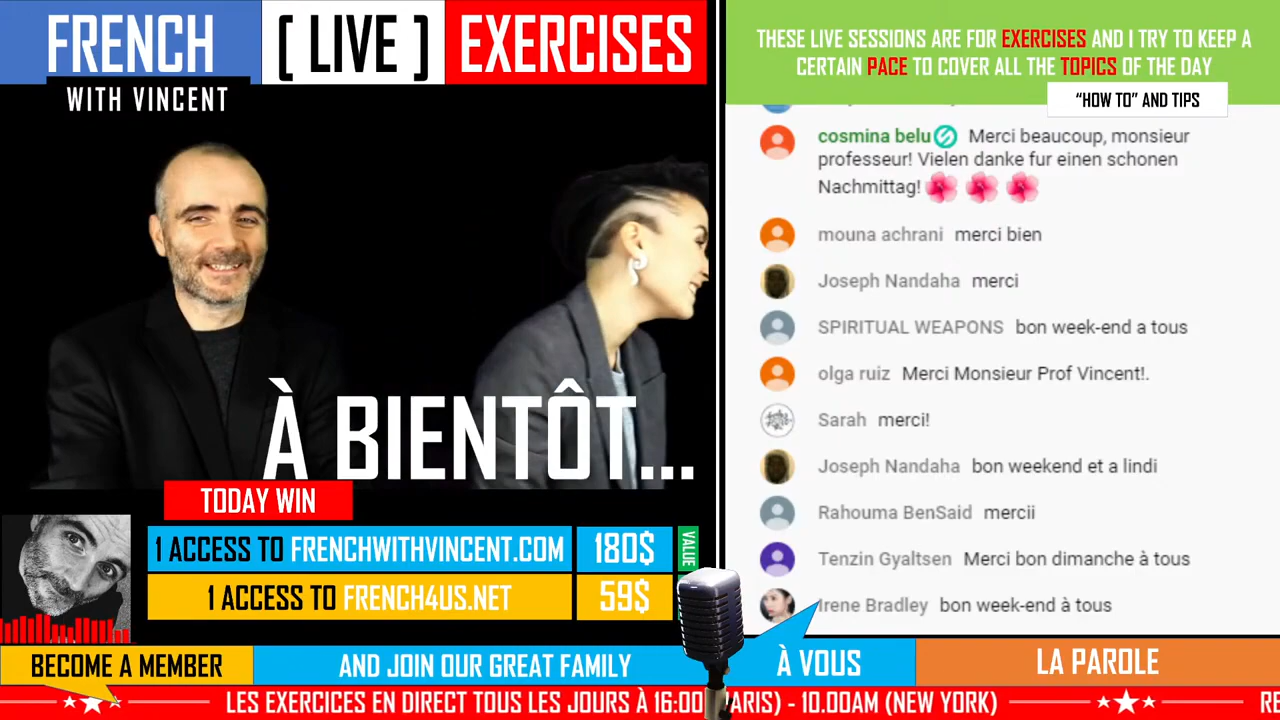 FRENCH [ LIVE ] EXERCISES
WITH VINCENT
THESE LIVE SESSIONS ARE FOR EXERCISES AND I TRY TO KEEP A
CERTAIN PACE TO COVER ALL THE TOPICS OF THE DAY
“HOW TO” AND TIPS
cosmina belu Merci beaucoup, monsieur
professeur! Vielen danke fur einen schonen
Nachmittag!
mouna achrani merci bien
Joseph Nandaha merci
SPIRITUAL WEAPONS bon week-end a tous
olga ruiz Merci Monsieur Prof Vincent!.
Sarah merci!
Joseph Nandaha bon weekend et a lindi
Rahouma BenSaid mercii
Tenzin Gyaltsen Merci bon dimanche à tous
Irene Bradley bon week-end à tous
À BIENTÔT...
TODAY WIN
1 ACCESS TO FRENCHWITHVINCENT.COM 180$
1 ACCESS TO FRENCH4US.NET 59$
VALUE
BECOME A MEMBER AND JOIN OUR GREAT FAMILY
À VOUS LA PAROLE
LES EXERCICES EN DIRECT TOUS LES JOURS À 16:00 (PARIS) - 10.00AM (NEW YORK)